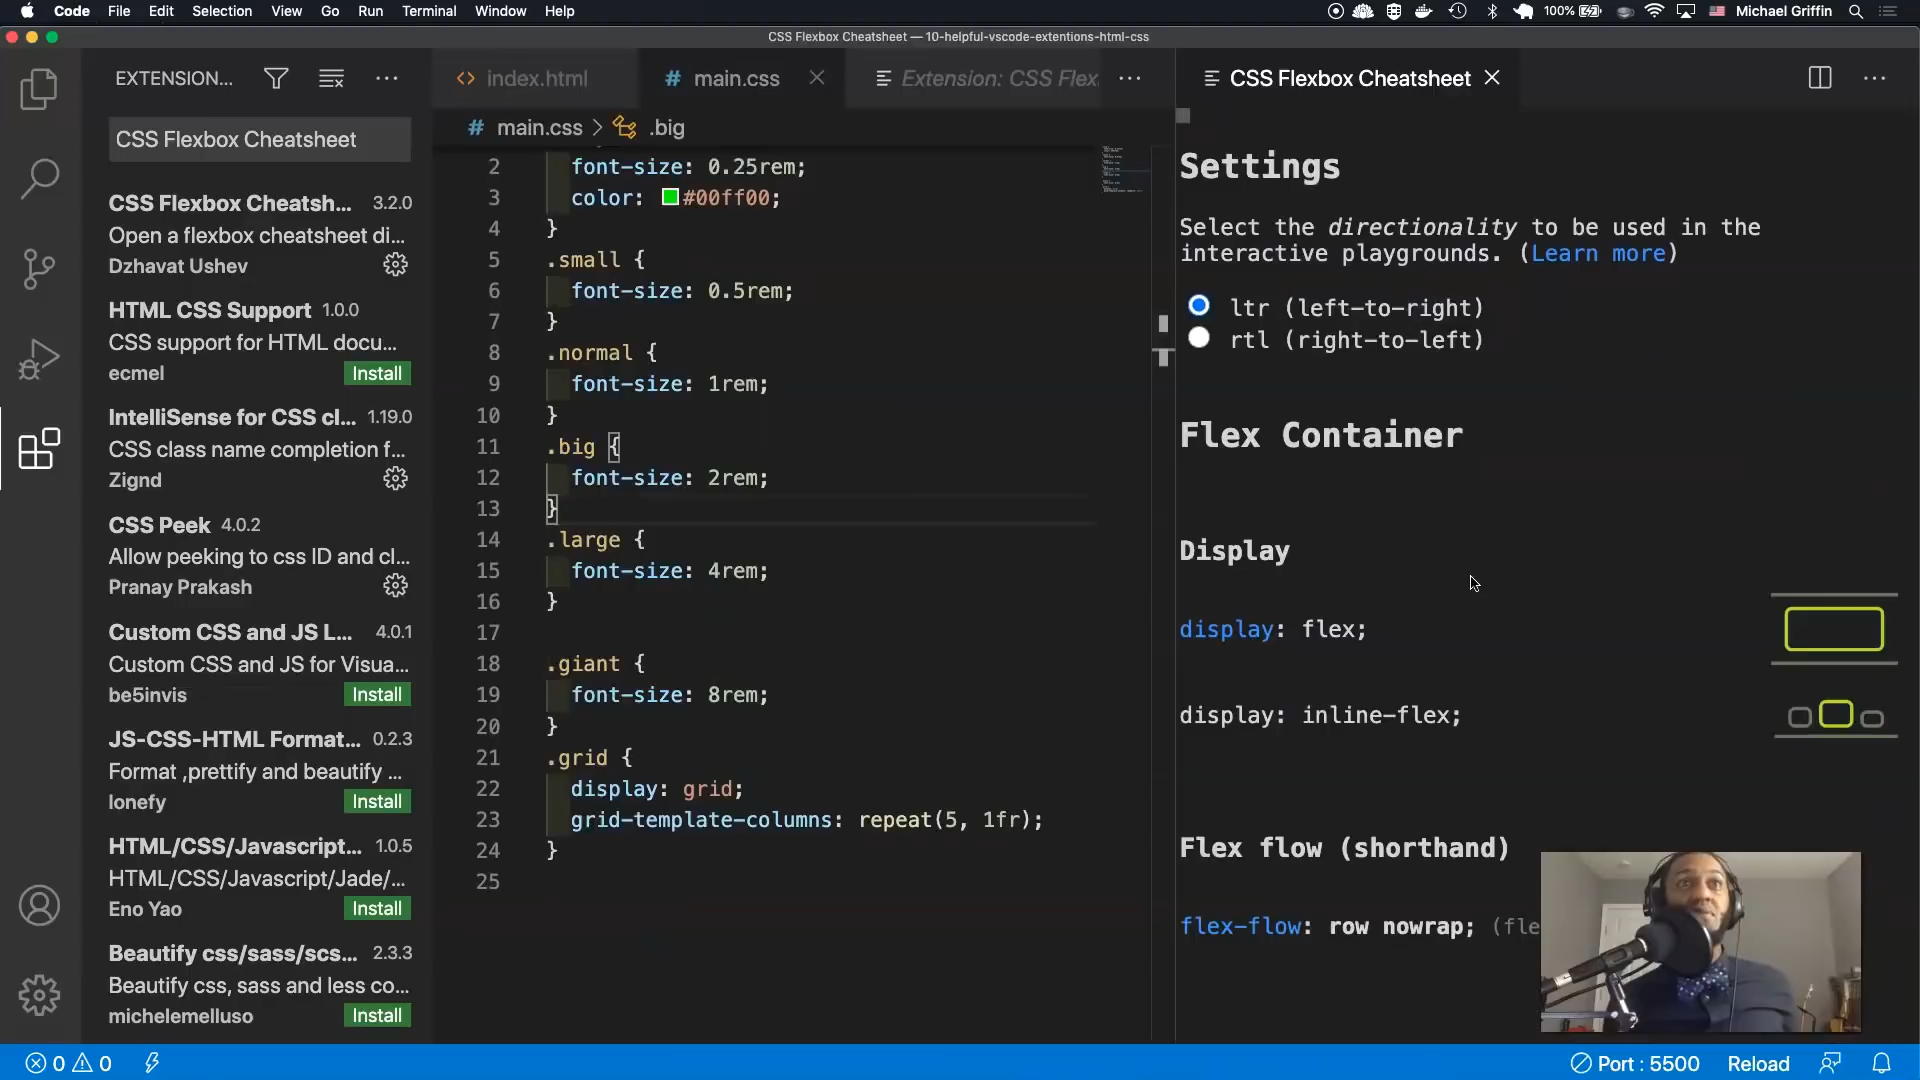 Code File Edit Selection View Go Run Terminal Window Help 100% Michael Griffin
CSS Flexbox Cheatsheet — 10-helpful-vscode-extentions-html-css
EXTENSION...
CSS Flexbox Cheatsheet
CSS Flexbox Cheatsh... 3.2.0
Open a flexbox cheatsheet di...
Dzhavat Ushev
HTML CSS Support 1.0.0
CSS support for HTML docu...
ecmel Install
IntelliSense for CSS cl... 1.19.0
CSS class name completion f...
Zignd
CSS Peek 4.0.2
Allow peeking to css ID and cl...
Pranay Prakash
Custom CSS and JS L... 4.0.1
Custom CSS and JS for Visua...
be5invis Install
JS-CSS-HTML Format... 0.2.3
Format ,prettify and beautify ...
lonefy Install
HTML/CSS/Javascript... 1.0.5
HTML/CSS/Javascript/Jade/...
Eno Yao Install
Beautify css/sass/scs... 2.3.3
Beautify css, sass and less co...
michelemelluso Install
<> index.html # main.css Extension: CSS Flex
# main.css > .big
2 font-size: 0.25rem;
3 color: #00ff00;
4 }
5 .small {
6 font-size: 0.5rem;
7 }
8 .normal {
9 font-size: 1rem;
10 }
11 .big {
12 font-size: 2rem;
13 }
14 .large {
15 font-size: 4rem;
16 }
17
18 .giant {
19 font-size: 8rem;
20 }
21 .grid {
22 display: grid;
23 grid-template-columns: repeat(5, 1fr);
24 }
25
CSS Flexbox Cheatsheet
Settings
Select the directionality to be used in the
interactive playgrounds. (Learn more)
ltr (left-to-right)
rtl (right-to-left)
Flex Container
Display
display: flex;
display: inline-flex;
Flex flow (shorthand)
flex-flow: row nowrap; (fle
0 0 Port : 5500 Reload